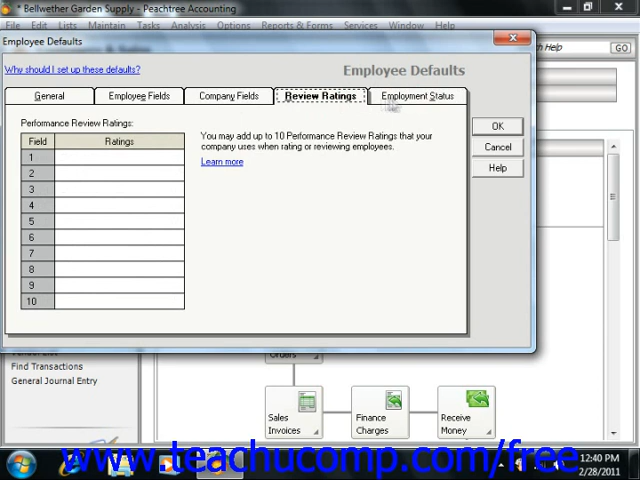 * Bellwether Garden Supply - Peachtree Accounting
File Edit Lists Maintain Tasks Analysis Options Reports & Forms Services Window Help
Employee Defaults
Help
GO
Why should I set up these defaults?
Employee Defaults
General
Employee Fields
Company Fields
Review Ratings
Employment Status
Performance Review Ratings:
Field Ratings
1
2
3
4
5
6
7
8
9
10
You may add up to 10 Performance Review Ratings that your
company uses when rating or reviewing employees.
Learn more
OK
Cancel
Help
Find Transactions
General Journal Entry
Orders
Sales
Invoices
Finance
Charges
Receive
Money
www.teachucomp.com/free
12:40 PM
2/28/2011